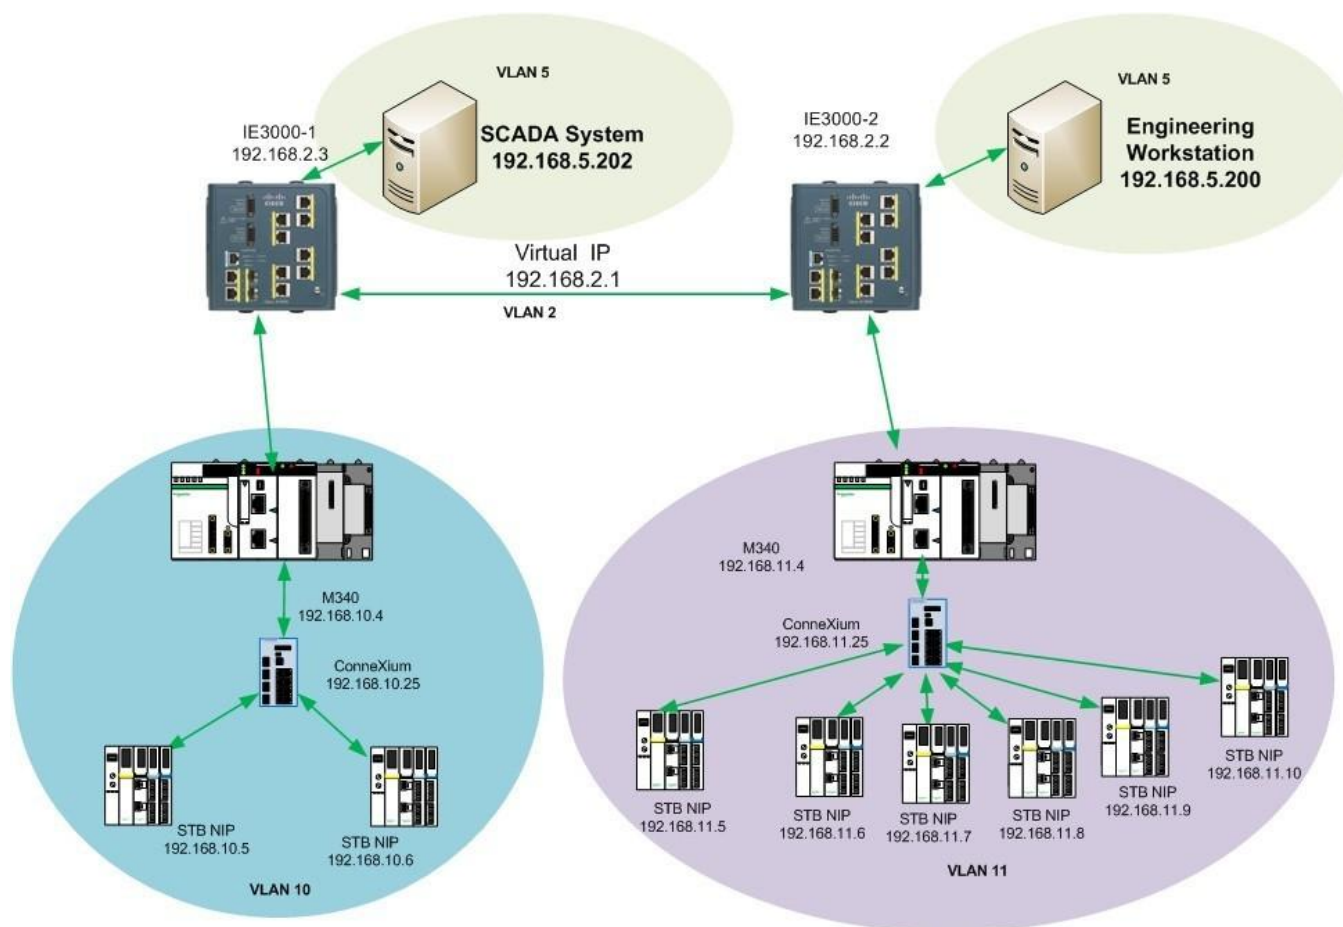 VLAN 5
SCADA System
192.168.5.202
IE3000-1
192.168.2.3
VLAN 5
Engineering
Workstation
192.168.5.200
IE3000-2
192.168.2.2
Virtual IP
192.168.2.1
VLAN 2
M340
192.168.10.4
ConneXium
192.168.10.25
STB NIP
192.168.10.5
STB NIP
192.168.10.6
VLAN 10
M340
192.168.11.4
ConneXium
192.168.11.25
STB NIP
192.168.11.5
STB NIP
192.168.11.6
STB NIP
192.168.11.7
STB NIP
192.168.11.8
STB NIP
192.168.11.9
STB NIP
192.168.11.10
VLAN 11